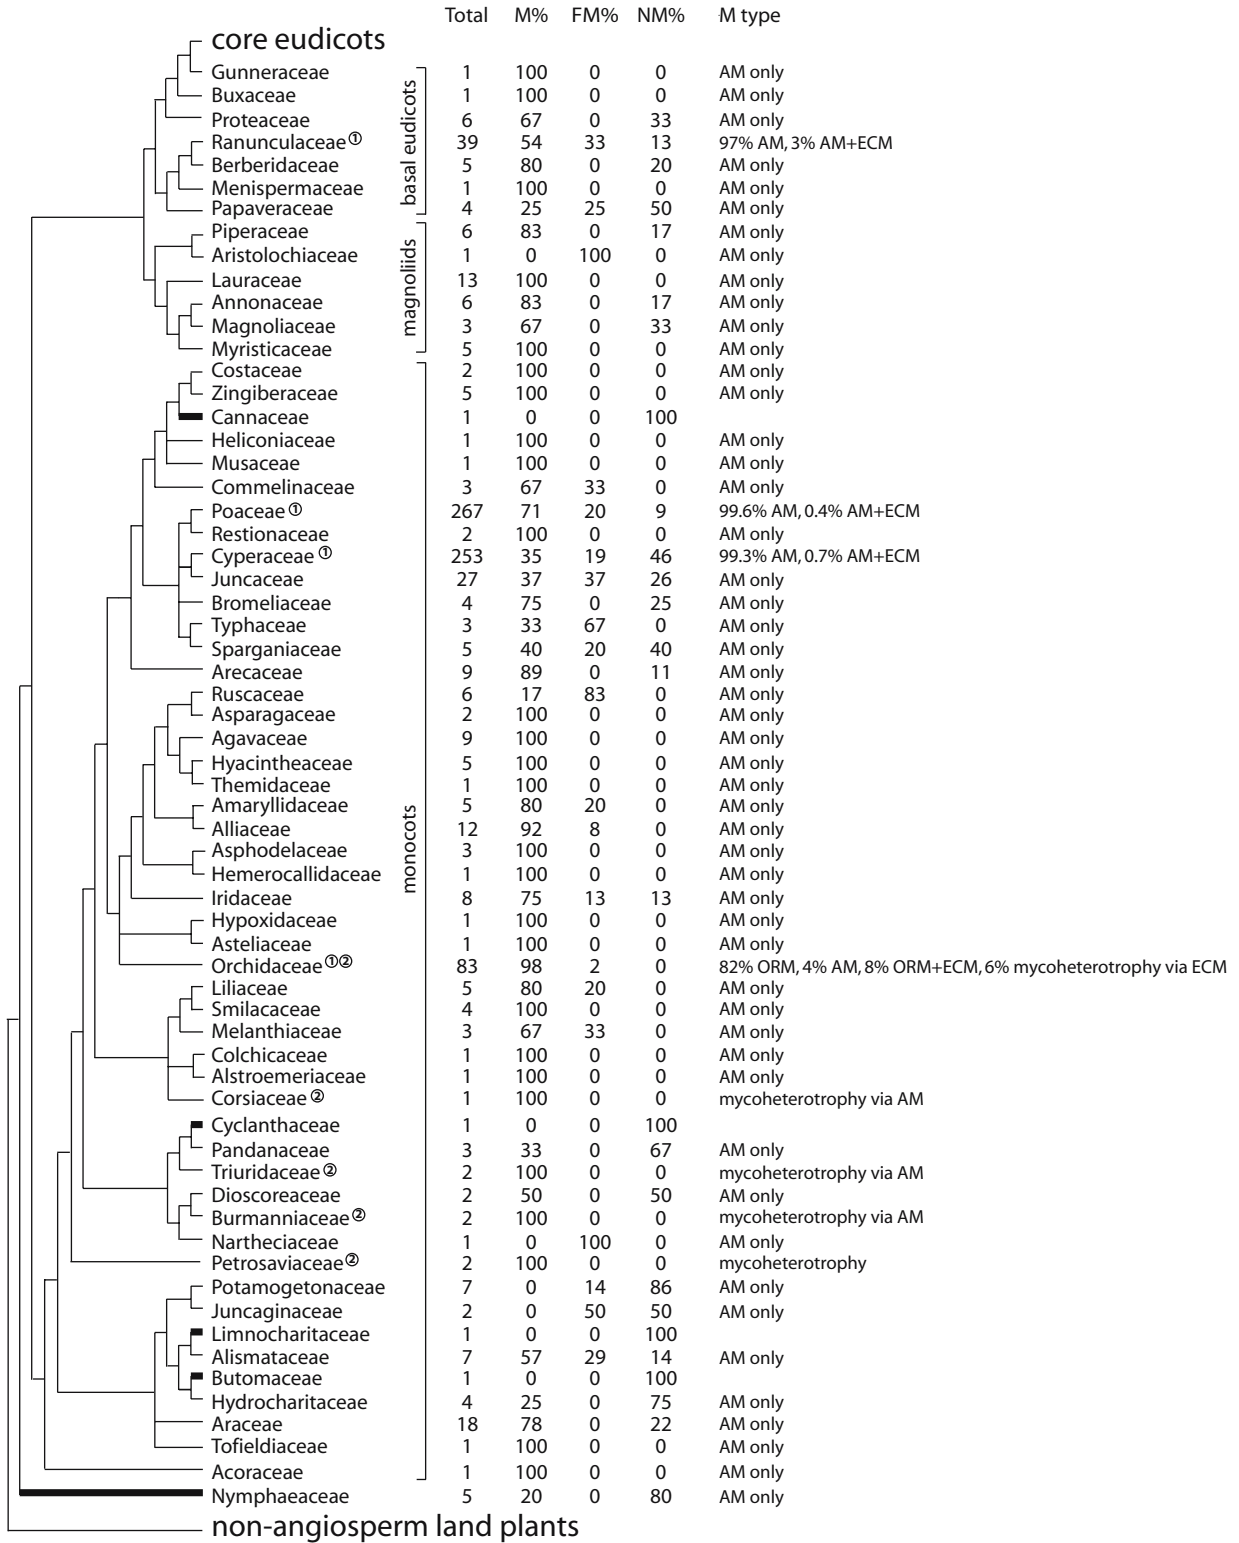 Total M% FM% NM% M type
core eudicots
Gunneraceae 1 100 0 0 AM only
Buxaceae 1 100 0 0 AM only
Proteaceae 6 67 0 33 AM only
Ranunculaceae① 39 54 33 13 97% AM, 3% AM+ECM
Berberidaceae 5 80 0 20 AM only
Menispermaceae 1 100 0 0 AM only
Papaveraceae 4 25 25 50 AM only
basal eudicots
Piperaceae 6 83 0 17 AM only
Aristolochiaceae 1 0 100 0 AM only
Lauraceae 13 100 0 0 AM only
Annonaceae 6 83 0 17 AM only
Magnoliaceae 3 67 0 33 AM only
Myristicaceae 5 100 0 0 AM only
magnoliids
Costaceae 2 100 0 0 AM only
Zingiberaceae 5 100 0 0 AM only
Cannaceae 1 0 0 100
Heliconiaceae 1 100 0 0 AM only
Musaceae 1 100 0 0 AM only
Commelinaceae 3 67 33 0 AM only
Poaceae① 267 71 20 9 99.6% AM, 0.4% AM+ECM
Restionaceae 2 100 0 0 AM only
Cyperaceae① 253 35 19 46 99.3% AM, 0.7% AM+ECM
Juncaceae 27 37 37 26 AM only
Bromeliaceae 4 75 0 25 AM only
Typhaceae 3 33 67 0 AM only
Sparganiaceae 5 40 20 40 AM only
Arecaceae 9 89 0 11 AM only
Ruscaceae 6 17 83 0 AM only
Asparagaceae 2 100 0 0 AM only
Agavaceae 9 100 0 0 AM only
Hyacintheaceae 5 100 0 0 AM only
Themidaceae 1 100 0 0 AM only
Amaryllidaceae 5 80 20 0 AM only
Alliaceae 12 92 8 0 AM only
Asphodelaceae 3 100 0 0 AM only
Hemerocallidaceae 1 100 0 0 AM only
Iridaceae 8 75 13 13 AM only
Hypoxidaceae 1 100 0 0 AM only
Asteliaceae 1 100 0 0 AM only
Orchidaceae①② 83 98 2 0 82% ORM, 4% AM, 8% ORM+ECM, 6% mycoheterotrophy via ECM
Liliaceae 5 80 20 0 AM only
Smilacaceae 4 100 0 0 AM only
Melanthiaceae 3 67 33 0 AM only
Colchicaceae 1 100 0 0 AM only
Alstroemeriaceae 1 100 0 0 AM only
Corsiaceae② 1 100 0 0 mycoheterotrophy via AM
Cyclanthaceae 1 0 0 100
Pandanaceae 3 33 0 67 AM only
Triuridaceae② 2 100 0 0 mycoheterotrophy via AM
Dioscoreaceae 2 50 0 50 AM only
Burmanniaceae② 2 100 0 0 mycoheterotrophy via AM
Nartheciaceae 1 0 100 0 AM only
Petrosaviaceae② 2 100 0 0 mycoheterotrophy
Potamogetonaceae 7 0 14 86 AM only
Juncaginaceae 2 0 50 50 AM only
Limnocharitaceae 1 0 0 100
Alismataceae 7 57 29 14 AM only
Butomaceae 1 0 0 100
Hydrocharitaceae 4 25 0 75 AM only
Araceae 18 78 0 22 AM only
Tofieldiaceae 1 100 0 0 AM only
Acoraceae 1 100 0 0 AM only
monocots
Nymphaeaceae 5 20 0 80 AM only
non-angiosperm land plants